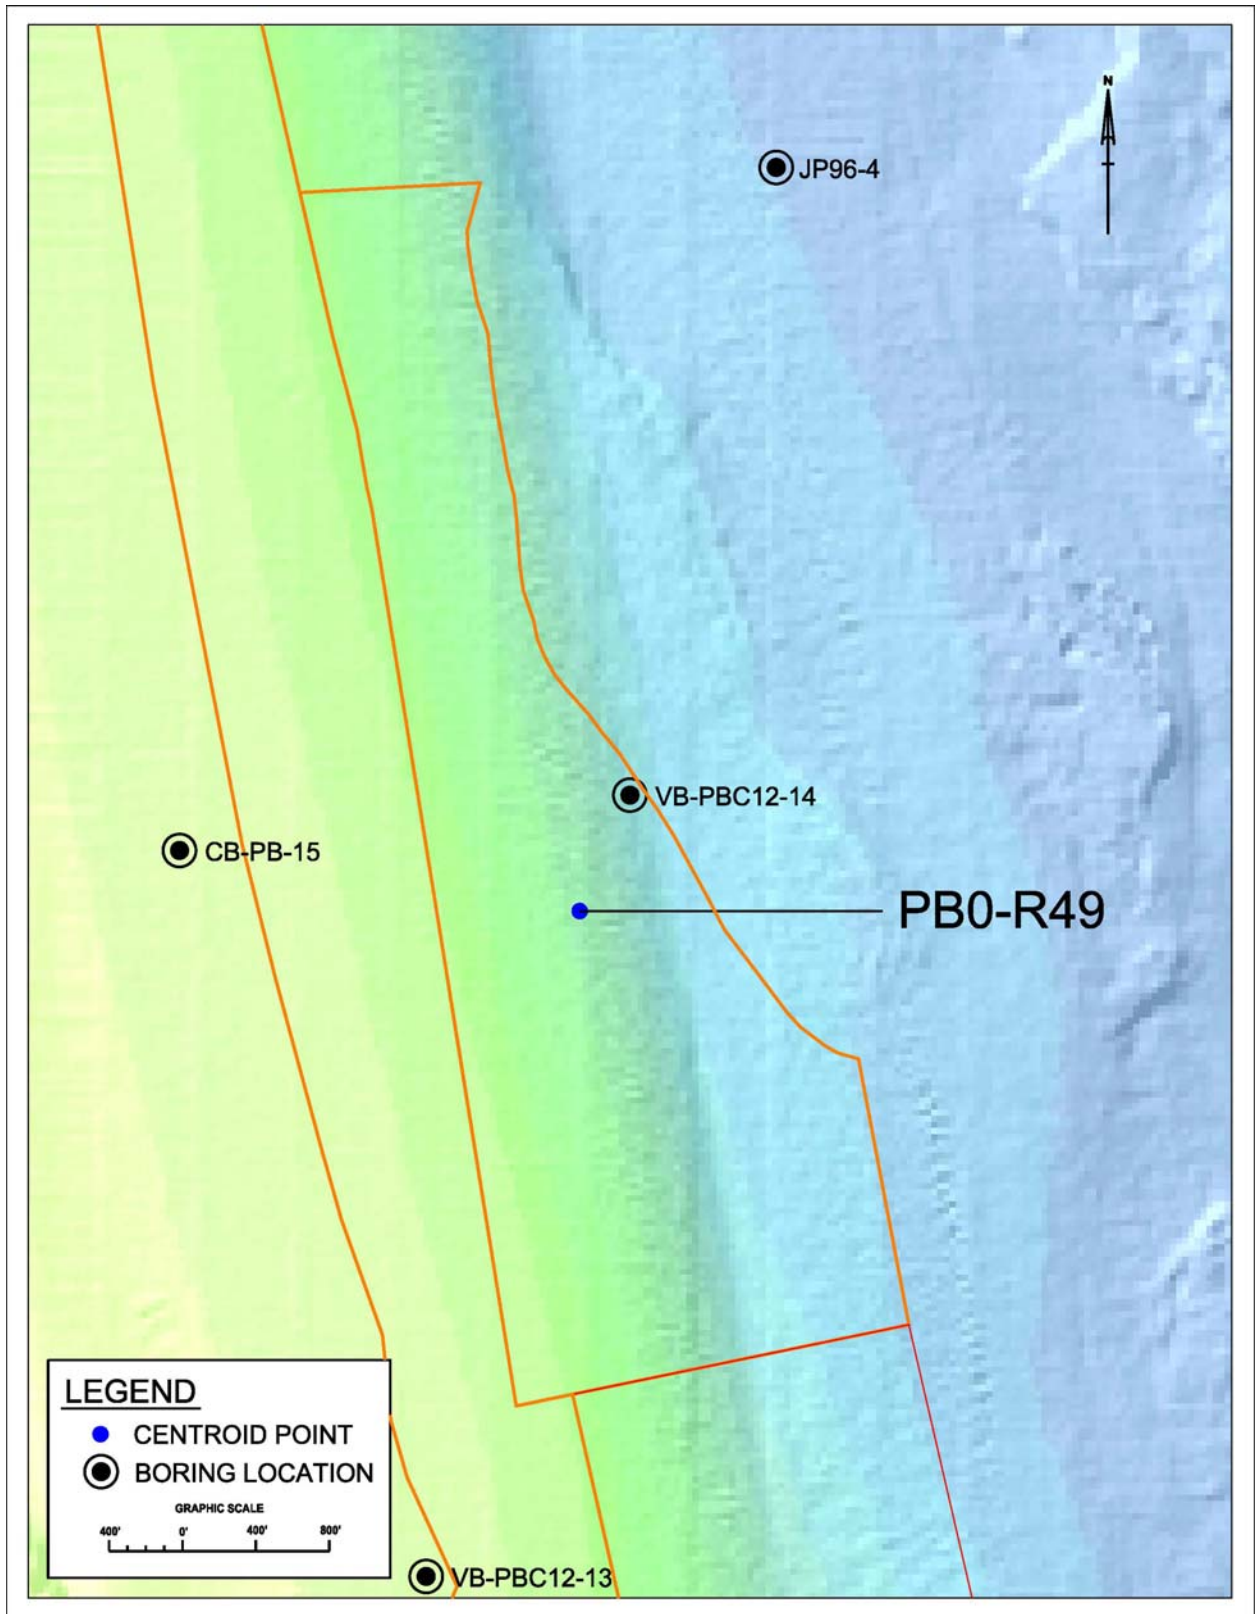 N
JP96-4
VB-PBC12-14
CB-PB-15
PB0-R49
LEGEND
CENTROID POINT
BORING LOCATION
GRAPHIC SCALE
400' 0' 400' 800'
VB-PBC12-13